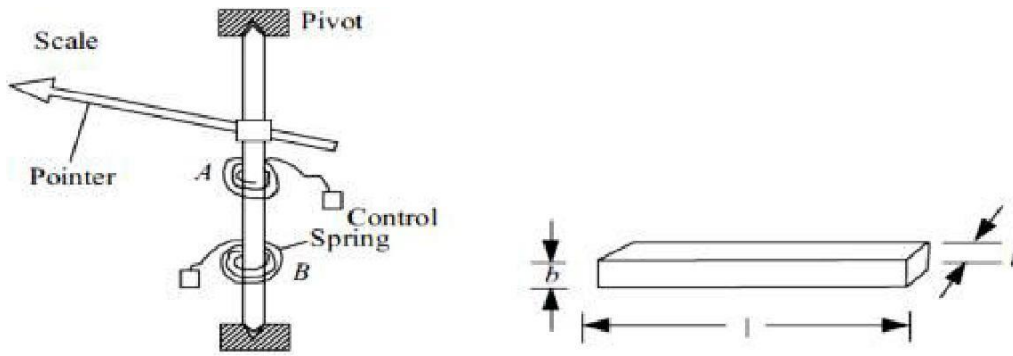 Pivot
Scale
Pointer
A
Control
Spring
B
b
l